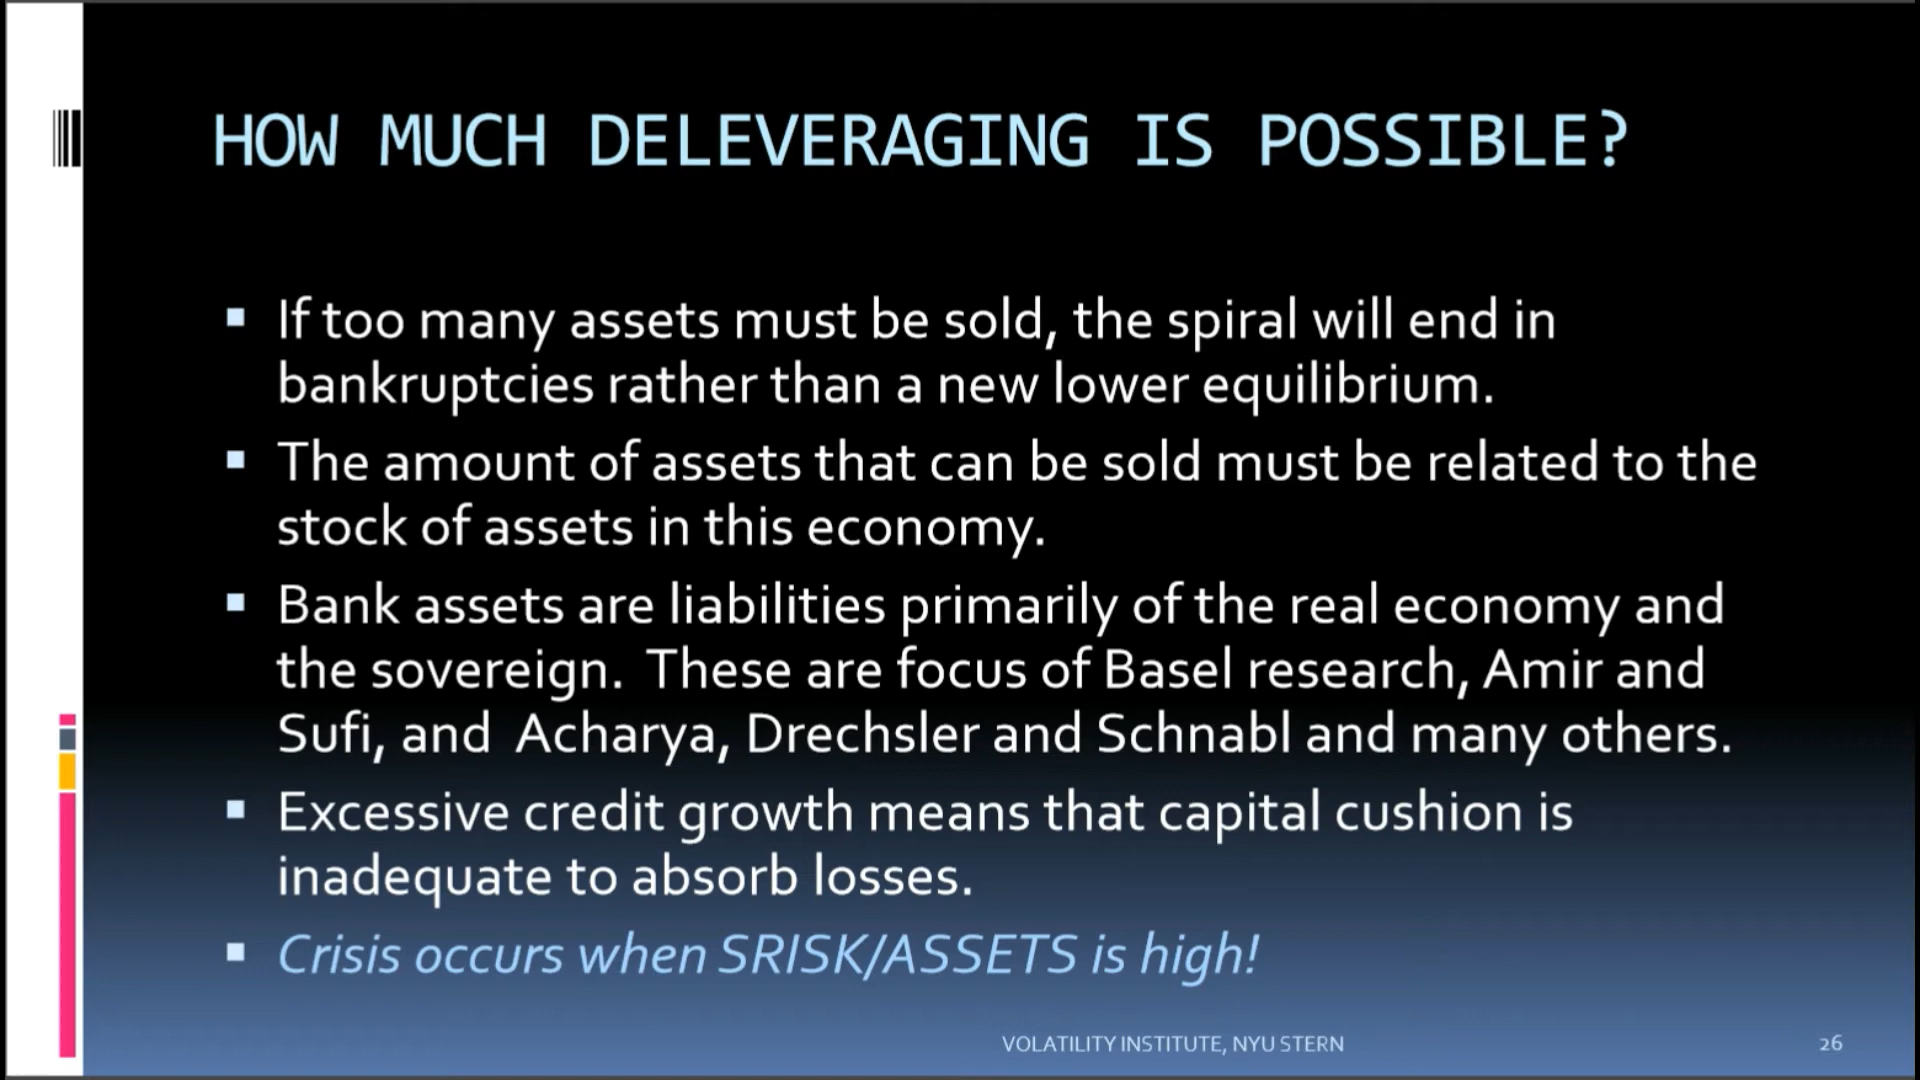 HOW MUCH DELEVERAGING IS POSSIBLE?
If too many assets must be sold, the spiral will end in
bankruptcies rather than a new lower equilibrium.
The amount of assets that can be sold must be related to the
stock of assets in this economy.
Bank assets are liabilities primarily of the real economy and
the sovereign.  These are focus of Basel research, Amir and
Sufi, and  Acharya, Drechsler and Schnabl and many others.
Excessive credit growth means that capital cushion is
inadequate to absorb losses.
Crisis occurs when SRISK/ASSETS is high!
VOLATILITY INSTITUTE, NYU STERN
26